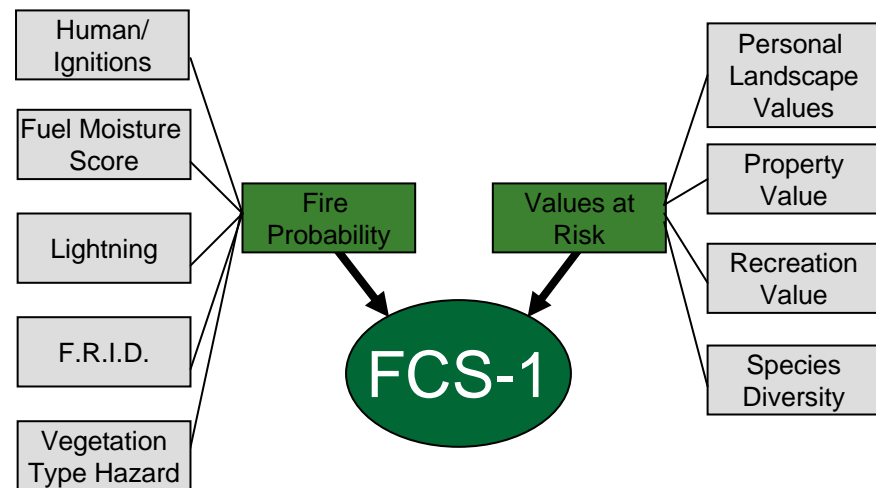 Human/
Ignitions
Fuel Moisture
Score
Lightning
F.R.I.D.
Vegetation
Type Hazard
Fire
Probability
Values at
Risk
FCS-1
Personal
Landscape
Values
Property
Value
Recreation
Value
Species
Diversity